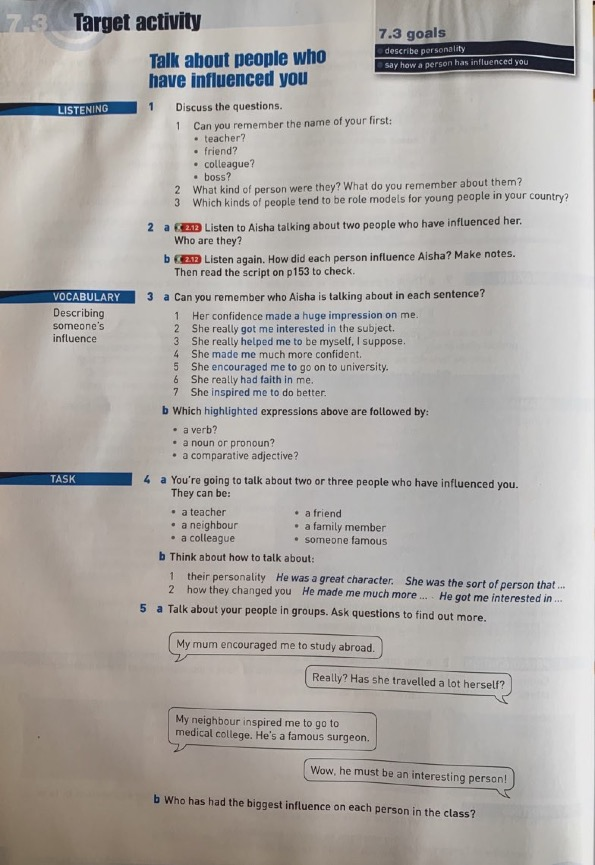 7.3 Target activity
7.3 goals
describe personality
say how a person has influenced you
Talk about people who
have influenced you
LISTENING
1 Discuss the questions.
1 Can you remember the name of your first:
• teacher?
• friend?
• colleague?
• boss?
2 What kind of person were they? What do you remember about them?
3 Which kinds of people tend to be role models for young people in your country?
2 a 2.12 Listen to Aisha talking about two people who have influenced her.
Who are they?
b 2.12 Listen again. How did each person influence Aisha? Make notes.
Then read the script on p153 to check.
VOCABULARY
Describing
someone's
influence
3 a Can you remember who Aisha is talking about in each sentence?
1 Her confidence made a huge impression on me.
2 She really got me interested in the subject.
3 She really helped me to be myself, I suppose.
4 She made me much more confident.
5 She encouraged me to go on to university.
6 She really had faith in me.
7 She inspired me to do better.
b Which highlighted expressions above are followed by:
• a verb?
• a noun or pronoun?
• a comparative adjective?
TASK
4 a You're going to talk about two or three people who have influenced you.
They can be:
• a teacher • a friend
• a neighbour • a family member
• a colleague • someone famous
b Think about how to talk about:
1 their personality He was a great character. She was the sort of person that ...
2 how they changed you He made me much more ... . He got me interested in ...
5 a Talk about your people in groups. Ask questions to find out more.
My mum encouraged me to study abroad.
Really? Has she travelled a lot herself?
My neighbour inspired me to go to
medical college. He's a famous surgeon.
Wow, he must be an interesting person!
b Who has had the biggest influence on each person in the class?